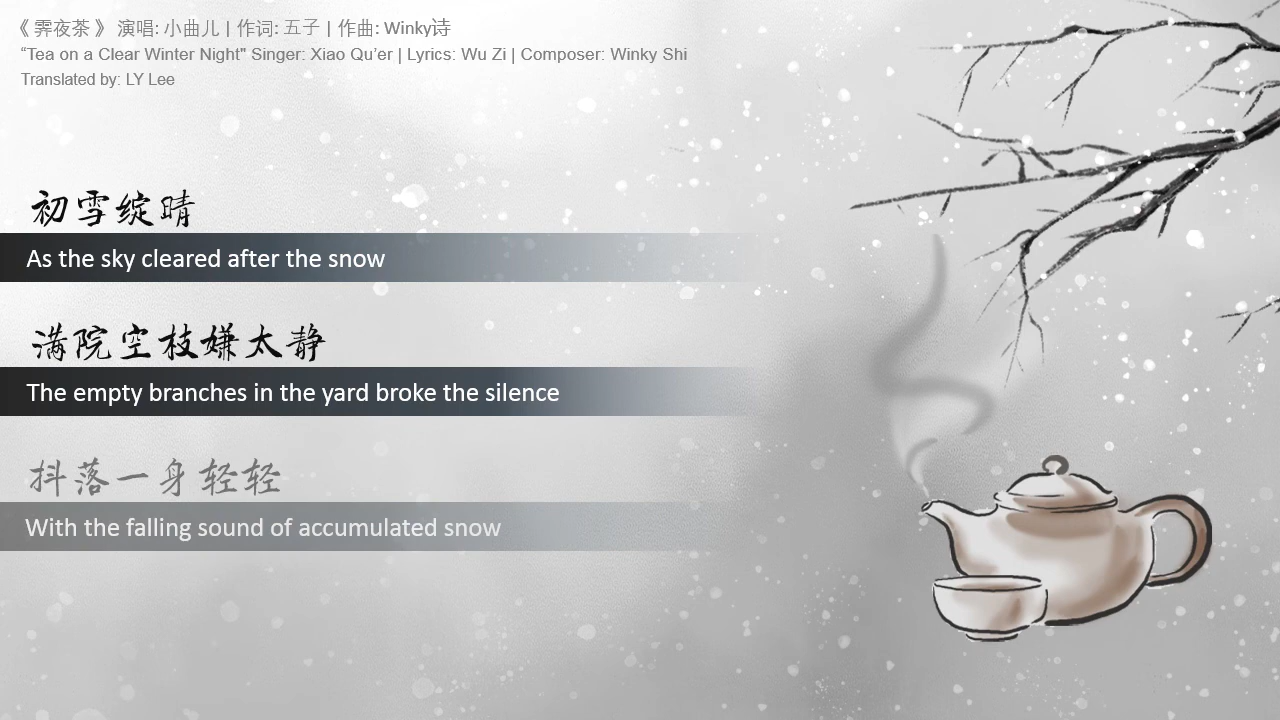 《 霁夜茶 》 演唱: 小曲儿 | 作词: 五子 | 作曲: Winky诗
“Tea on a Clear Winter Night" Singer: Xiao Qu’er | Lyrics: Wu Zi | Composer: Winky Shi
Translated by: LY Lee
初雪绽晴
As the sky cleared after the snow
满院空枝嫌太静
The empty branches in the yard broke the silence
抖落一身轻轻
With the falling sound of accumulated snow